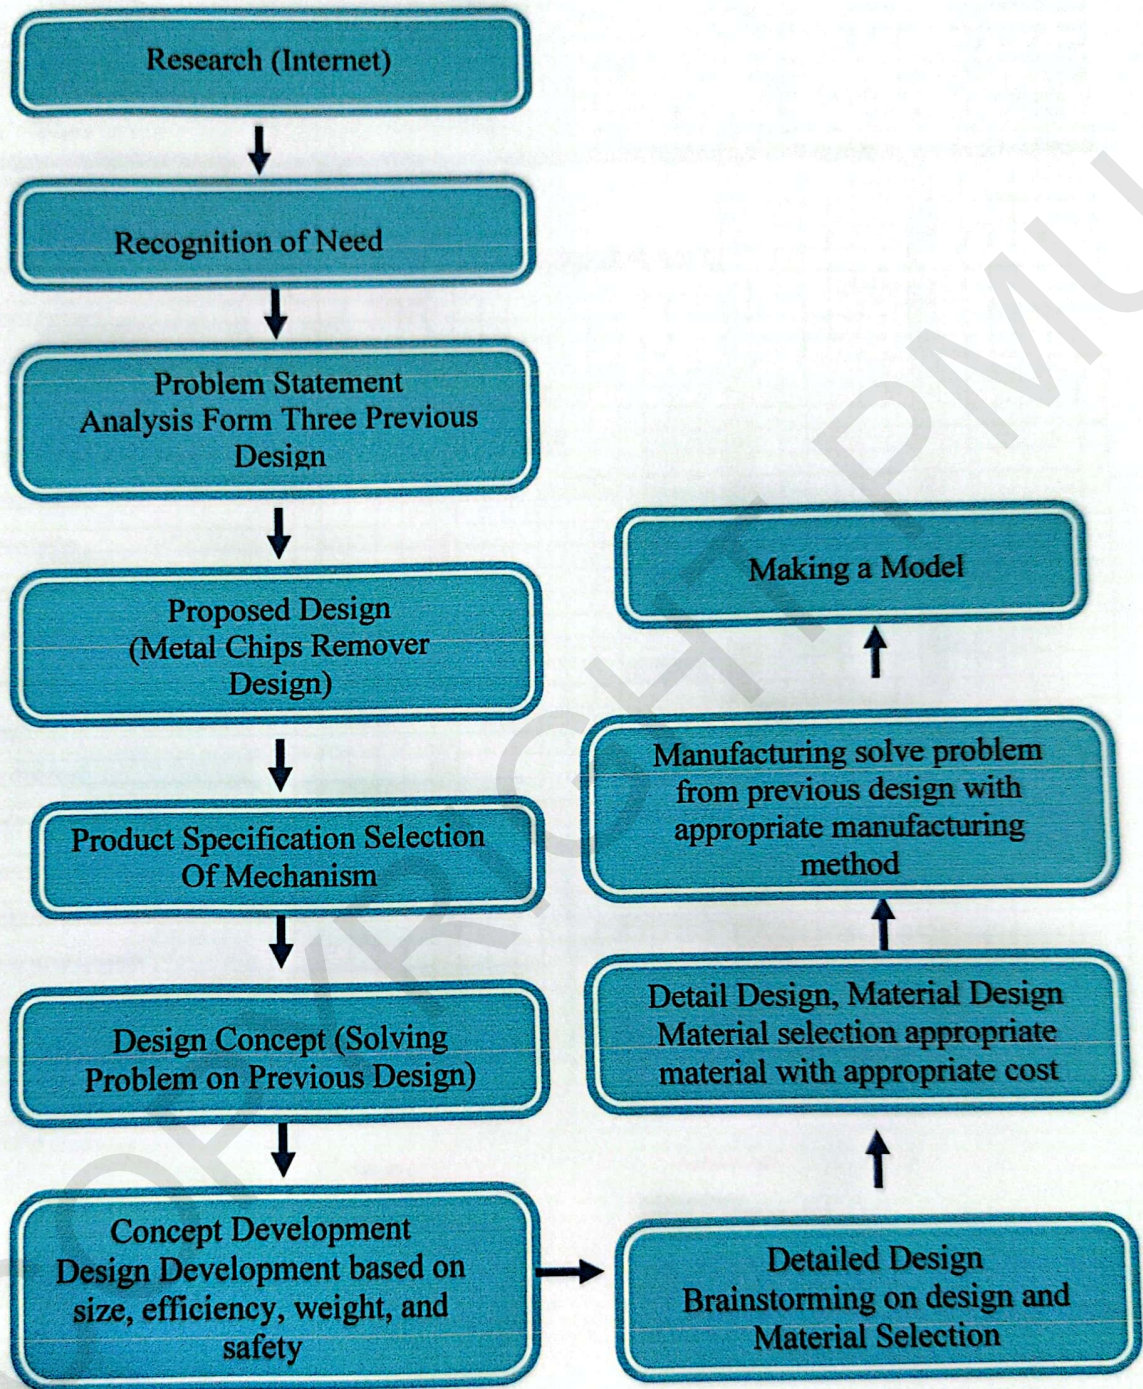 Research (Internet)
Recognition of Need
Problem Statement
Analysis Form Three Previous
Design
Proposed Design
(Metal Chips Remover
Design)
Product Specification Selection
Of Mechanism
Design Concept (Solving
Problem on Previous Design)
Concept Development
Design Development based on
size, efficiency, weight, and
safety
Detailed Design
Brainstorming on design and
Material Selection
Detail Design, Material Design
Material selection appropriate
material with appropriate cost
Manufacturing solve problem
from previous design with
appropriate manufacturing
method
Making a Model
COPYRIGHT PMU